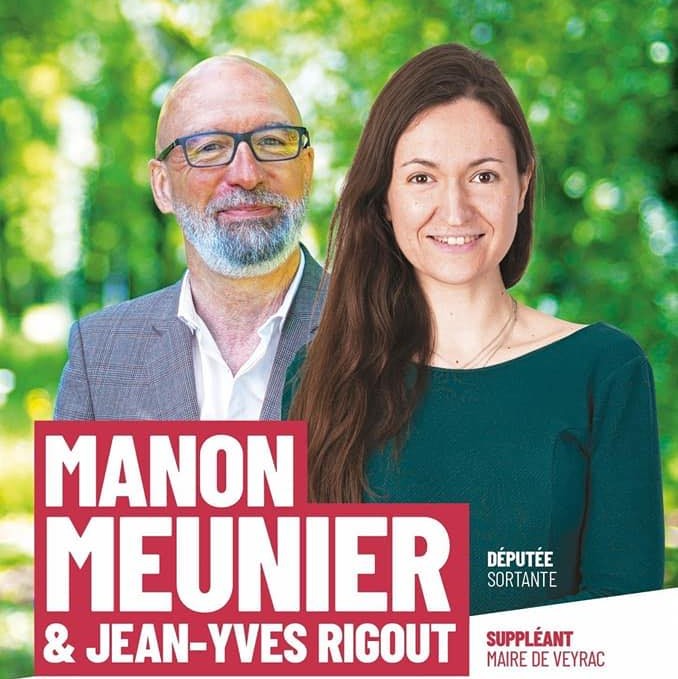 MANON
MEUNIER
& JEAN-YVES RIGOUT
DÉPUTÉE
SORTANTE
SUPPLÉANT
MAIRE DE VEYRAC